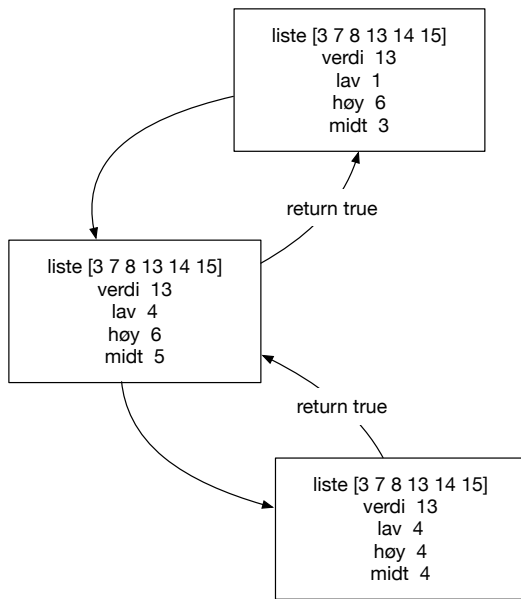 liste [3 7 8 13 14 15]
verdi 13
lav 1
høy 6
midt 3
return true
liste [3 7 8 13 14 15]
verdi 13
lav 4
høy 6
midt 5
return true
liste [3 7 8 13 14 15]
verdi 13
lav 4
høy 4
midt 4